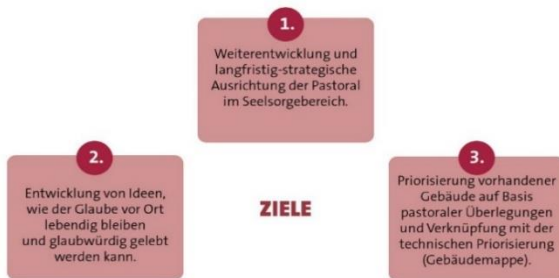 1.
Weiterentwicklung und
langfristig-strategische
Ausrichtung der Pastoral
im Seelsorgebereich.
2.
Entwicklung von Ideen,
wie der Glaube vor Ort
lebendig bleiben
und glaubwürdig gelebt
werden kann.
ZIELE
3.
Priorisierung vorhandener
Gebäude auf Basis
pastoraler Überlegungen
und Verknüpfung mit der
technischen Priorisierung
(Gebäudemappe).